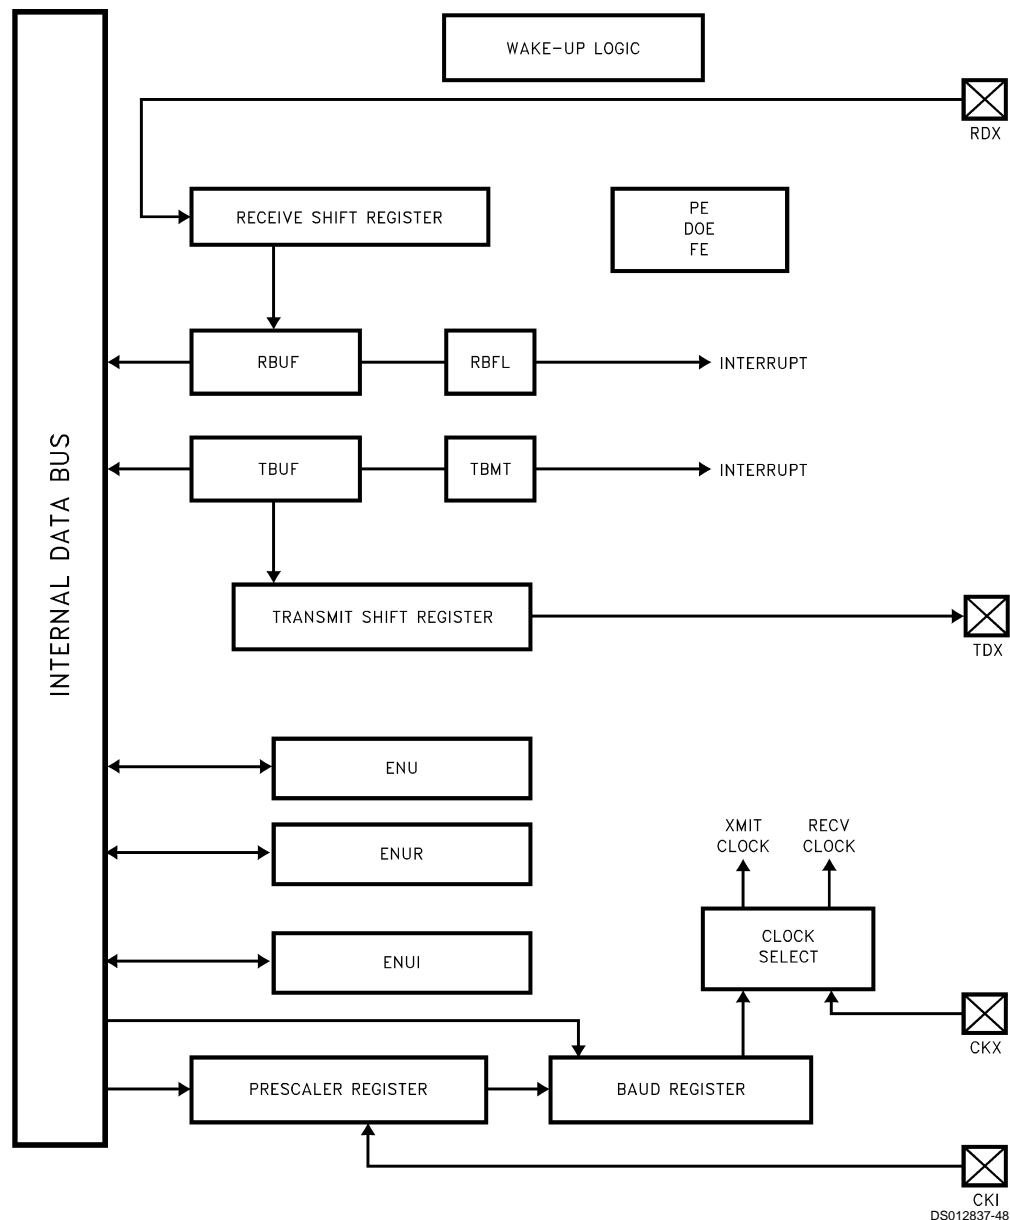 WAKE-UP LOGIC
RDX
RECEIVE SHIFT REGISTER
PE
DOE
FE
RBUF
RBFL
INTERRUPT
INTERNAL DATA BUS
TBUF
TBMT
INTERRUPT
TRANSMIT SHIFT REGISTER
TDX
ENU
XMIT
CLOCK
RECV
CLOCK
ENUR
CLOCK
SELECT
ENUI
CKX
PRESCALER REGISTER
BAUD REGISTER
CKI
DS012837-48